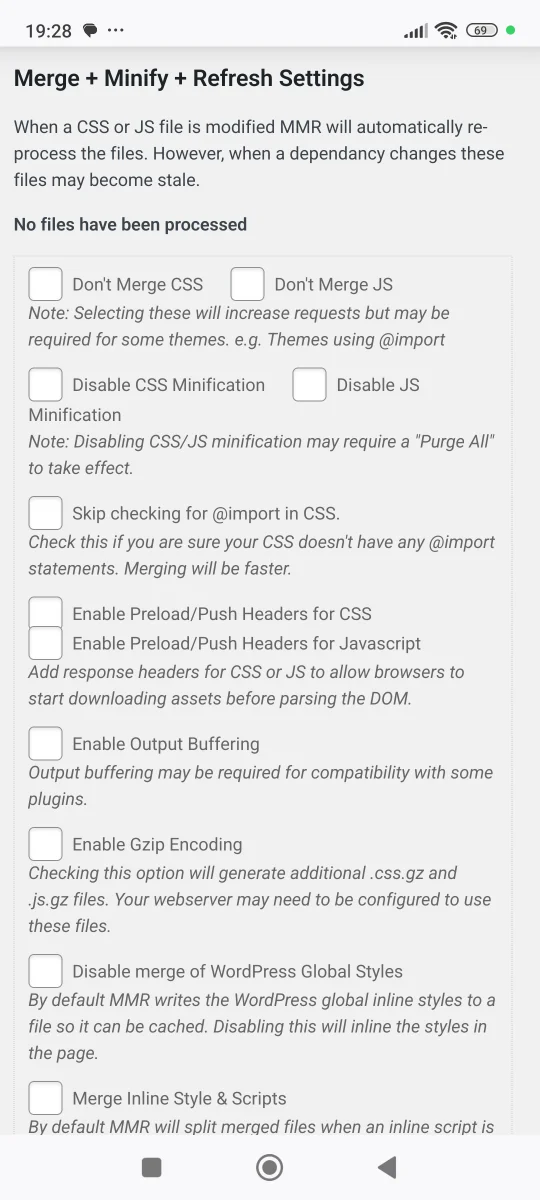 19:28
69
Merge + Minify + Refresh Settings
When a CSS or JS file is modified MMR will automatically re-
process the files. However, when a dependancy changes these
files may become stale.
No files have been processed
Don't Merge CSS Don't Merge JS
Note: Selecting these will increase requests but may be
required for some themes. e.g. Themes using @import
Disable CSS Minification Disable JS
Minification
Note: Disabling CSS/JS minification may require a "Purge All"
to take effect.
Skip checking for @import in CSS.
Check this if you are sure your CSS doesn't have any @import
statements. Merging will be faster.
Enable Preload/Push Headers for CSS
Enable Preload/Push Headers for Javascript
Add response headers for CSS or JS to allow browsers to
start downloading assets before parsing the DOM.
Enable Output Buffering
Output buffering may be required for compatibility with some
plugins.
Enable Gzip Encoding
Checking this option will generate additional .css.gz and
.js.gz files. Your webserver may need to be configured to use
these files.
Disable merge of WordPress Global Styles
By default MMR writes the WordPress global inline styles to a
file so it can be cached. Disabling this will inline the styles in
the page.
Merge Inline Style & Scripts
By default MMR will split merged files when an inline script is